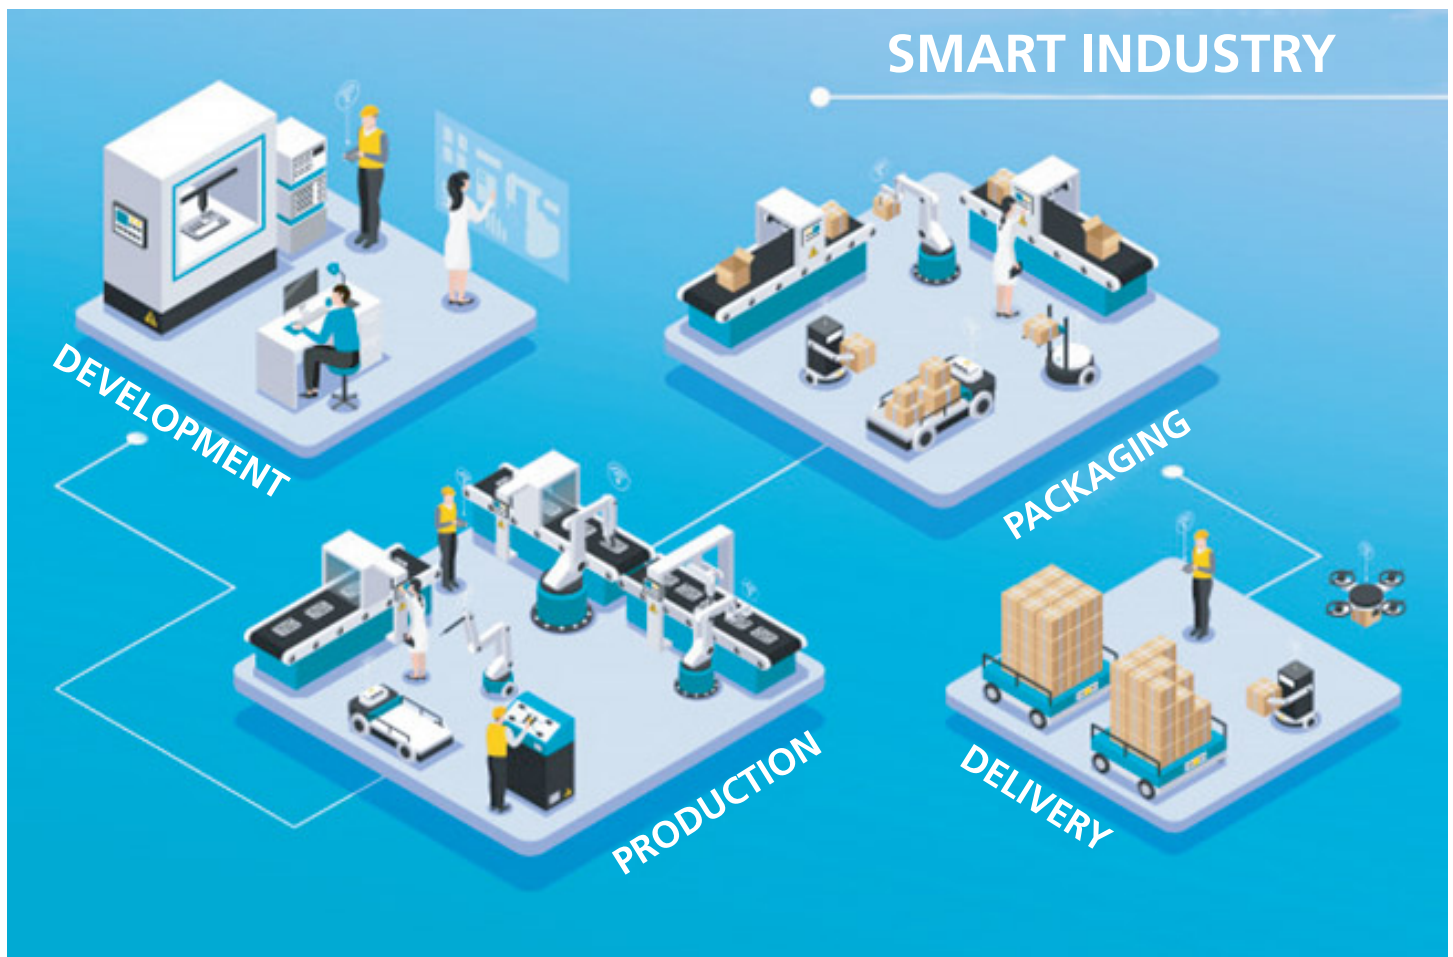 SMART INDUSTRY
DEVELOPMENT
PACKAGING
PRODUCTION
DELIVERY